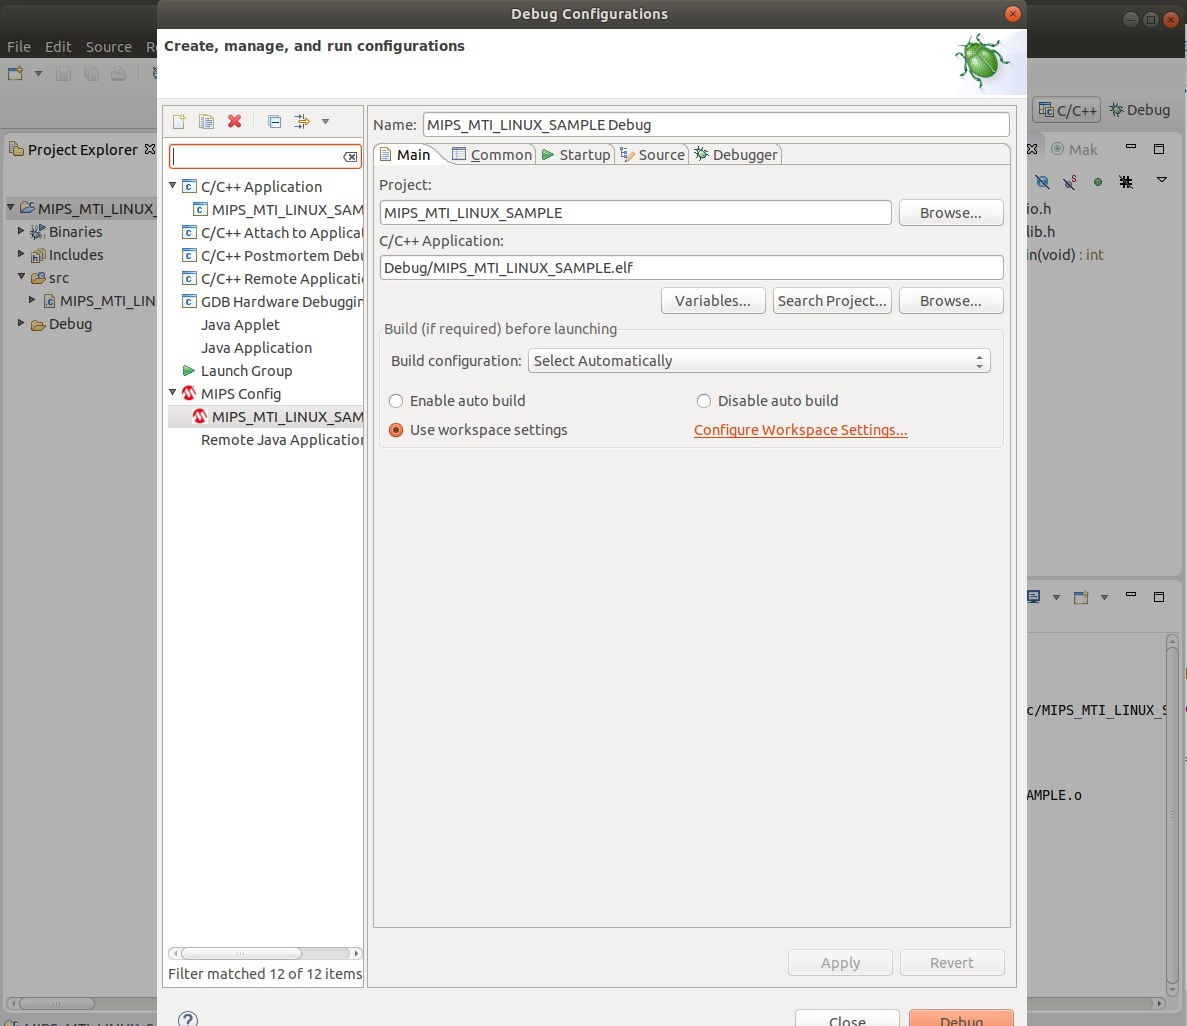 Debug Configurations
File Edit Source
Create, manage, and run configurations
C/C++ Debug
Project Explorer
Name: MIPS_MTI_LINUX_SAMPLE Debug
Main Common Startup Source Debugger
Mak
Project:
MIPS_MTI_LINUX_SAMPLE Browse...
C/C++ Application:
Debug/MIPS_MTI_LINUX_SAMPLE.elf
Variables... Search Project... Browse...
Build (if required) before launching
Build configuration: Select Automatically
Enable auto build Disable auto build
Use workspace settings Configure Workspace Settings...
C/C++ Application
MIPS_MTI_LINUX_SAM
C/C++ Attach to Applica
C/C++ Postmortem Debu
C/C++ Remote Applicati
GDB Hardware Debuggin
Java Applet
Java Application
Launch Group
MIPS Config
MIPS_MTI_LINUX_SAM
Remote Java Application
Filter matched 12 of 12 items
MIPS_MTI_LINUX_
Binaries
Includes
src
MIPS_MTI_LIN
Debug
io.h
lib.h
in(void) : int
c/MIPS_MTI_LINUX_S
AMPLE.o
Apply Revert
Close Debug